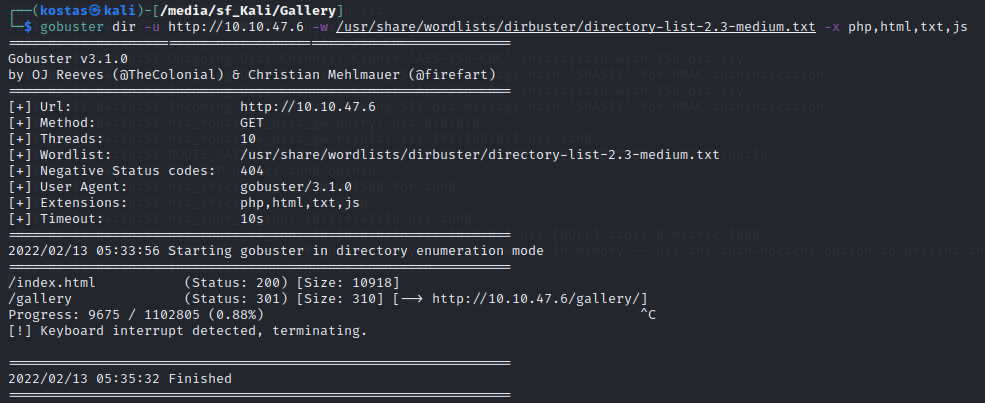 ┌──(kostas㉿kali)-[/media/sf_Kali/Gallery]
└─$ gobuster dir -u http://10.10.47.6 -w /usr/share/wordlists/dirbuster/directory-list-2.3-medium.txt -x php,html,txt,js
===============================================================
Gobuster v3.1.0
by OJ Reeves (@TheColonial) & Christian Mehlmauer (@firefart)
===============================================================
[+] Url:                     http://10.10.47.6
[+] Method:                  GET
[+] Threads:                 10
[+] Wordlist:                /usr/share/wordlists/dirbuster/directory-list-2.3-medium.txt
[+] Negative Status codes:   404
[+] User Agent:              gobuster/3.1.0
[+] Extensions:              php,html,txt,js
[+] Timeout:                 10s
===============================================================
2022/02/13 05:33:56 Starting gobuster in directory enumeration mode
===============================================================
/index.html           (Status: 200) [Size: 10918]
/gallery              (Status: 301) [Size: 310] [--> http://10.10.47.6/gallery/]
Progress: 9675 / 1102805 (0.88%)                                               ^C
[!] Keyboard interrupt detected, terminating.

===============================================================
2022/02/13 05:35:32 Finished
===============================================================